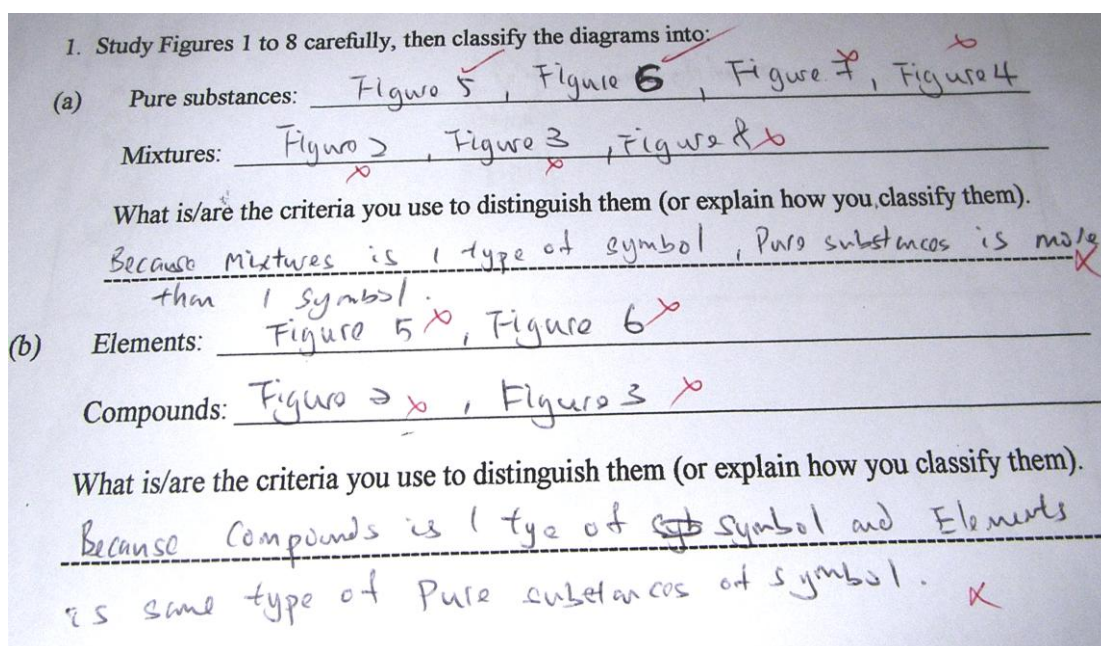 1. Study Figures 1 to 8 carefully, then classify the diagrams into:
(a) Pure substances: Figure 5, Figure 6, Figure 7, Figure 4
Mixtures: Figure 2, Figure 3, Figure 8
What is/are the criteria you use to distinguish them (or explain how you classify them).
Because Mixtures is 1 type of symbol, Pure substances is more
than 1 symbol.
(b) Elements: Figure 5, Figure 6
Compounds: Figure 2, Figure 3
What is/are the criteria you use to distinguish them (or explain how you classify them).
Because Compounds is 1 tye of symbol and Elements
is same type of Pure substances of symbol.